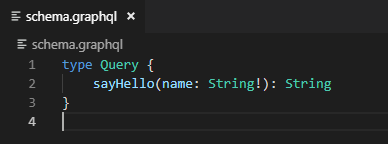 schema.graphql ×
schema.graphql
1 type Query {
2     sayHello(name: String!): String
3 }
4